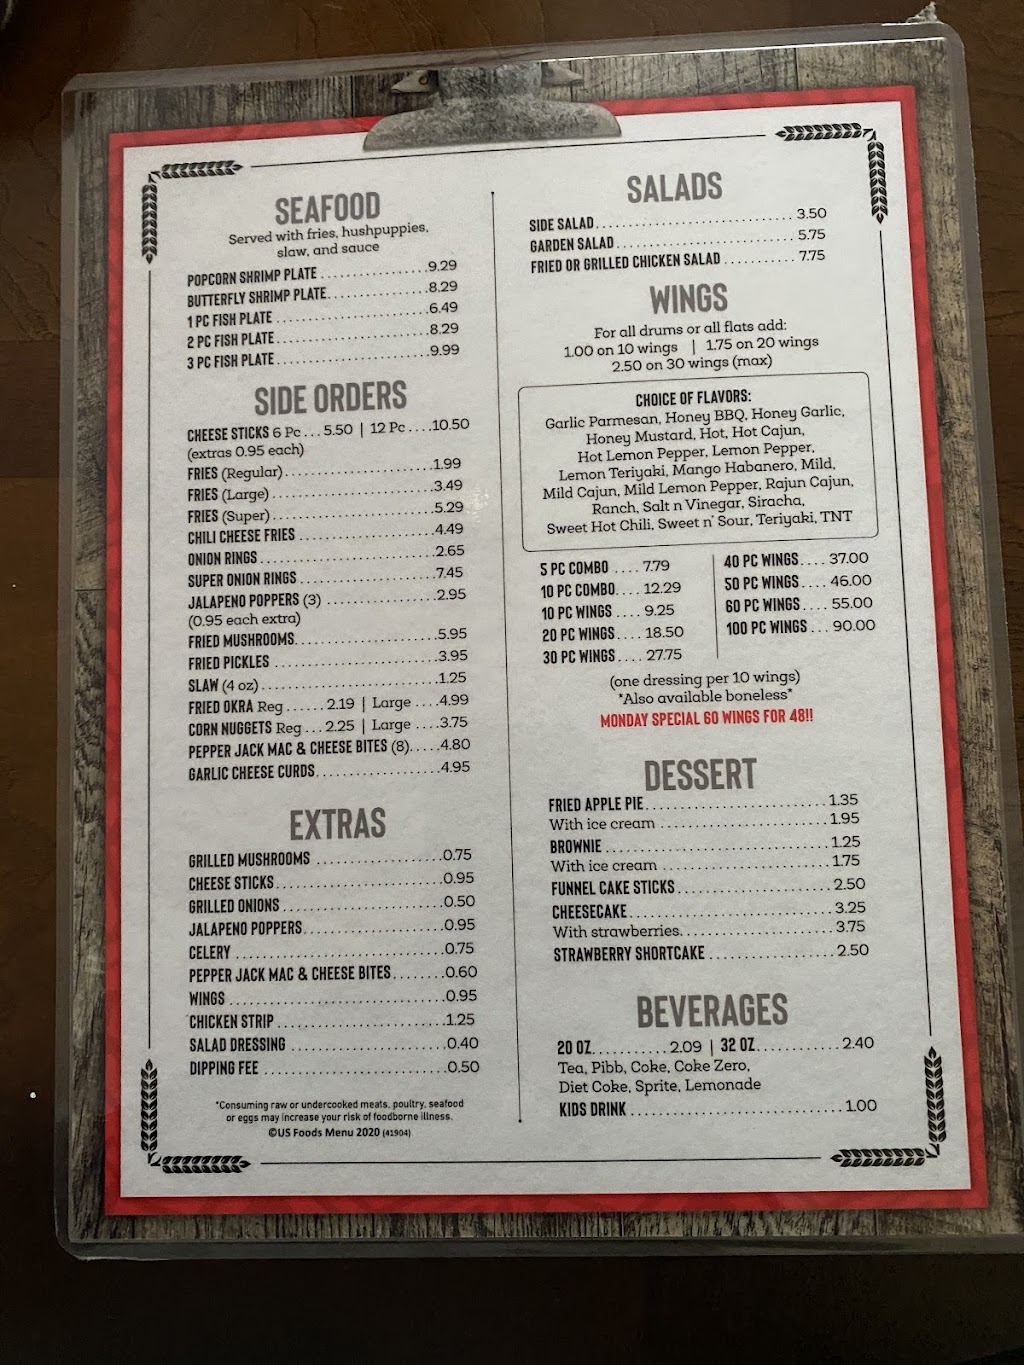 SEAFOOD
Served with fries, hushpuppies,
slaw, and sauce
POPCORN SHRIMP PLATE ..................9.29
BUTTERFLY SHRIMP PLATE.................8.29
1 PC FISH PLATE ..........................6.49
2 PC FISH PLATE..........................8.29
3 PC FISH PLATE..........................9.99
SIDE ORDERS
CHEESE STICKS 6 Pc ...5.50 | 12 Pc ....10.50
(extras 0.95 each)
FRIES (Regular).........................1.99
FRIES (Large) ...........................3.49
FRIES (Super)............................5.29
CHILI CHEESE FRIES ......................4.49
ONION RINGS .............................2.65
SUPER ONION RINGS ......................7.45
JALAPENO POPPERS (3) ..................2.95
(0.95 each extra)
FRIED MUSHROOMS.......................5.95
FRIED PICKLES ...........................3.95
SLAW (4 oz)..............................1.25
FRIED OKRA Reg ......2.19 | Large ....4.99
CORN NUGGETS Reg ...2.25 | Large ....3.75
PEPPER JACK MAC & CHEESE BITES (8).....4.80
GARLIC CHEESE CURDS....................4.95
EXTRAS
GRILLED MUSHROOMS .....................0.75
CHEESE STICKS............................0.95
GRILLED ONIONS ..........................0.50
JALAPENO POPPERS.......................0.95
CELERY ...................................0.75
PEPPER JACK MAC & CHEESE BITES........0.60
WINGS ....................................0.95
CHICKEN STRIP ............................1.25
SALAD DRESSING ..........................0.40
DIPPING FEE ...............................0.50
*Consuming raw or undercooked meats, poultry, seafood
or eggs may increase your risk of foodborne illness.
©US Foods Menu 2020 (41904)
SALADS
SIDE SALAD............................. 3.50
GARDEN SALAD .......................... 5.75
FRIED OR GRILLED CHICKEN SALAD ........... 7.75
WINGS
For all drums or all flats add:
1.00 on 10 wings | 1.75 on 20 wings
2.50 on 30 wings (max)
CHOICE OF FLAVORS:
Garlic Parmesan, Honey BBQ, Honey Garlic,
Honey Mustard, Hot, Hot Cajun,
Hot Lemon Pepper, Lemon Pepper,
Lemon Teriyaki, Mango Habanero, Mild,
Mild Cajun, Mild Lemon Pepper, Rajun Cajun,
Ranch, Salt n Vinegar, Siracha,
Sweet Hot Chili, Sweet n' Sour, Teriyaki, TNT
5 PC COMBO .... 7.79
10 PC COMBO.... 12.29
10 PC WINGS .... 9.25
20 PC WINGS.... 18.50
30 PC WINGS.... 27.75
40 PC WINGS.... 37.00
50 PC WINGS.... 46.00
60 PC WINGS.... 55.00
100 PC WINGS ... 90.00
(one dressing per 10 wings)
*Also available boneless*
MONDAY SPECIAL 60 WINGS FOR 48!!
DESSERT
FRIED APPLE PIE.......................... 1.35
With ice cream ........................ 1.95
BROWNIE ................................ 1.25
With ice cream ........................ 1.75
FUNNEL CAKE STICKS...................... 2.50
CHEESECAKE............................. 3.25
With strawberries...................... 3.75
STRAWBERRY SHORTCAKE .................. 2.50
BEVERAGES
20 OZ...........2.09 | 32 OZ............ 2.40
Tea, Pibb, Coke, Coke Zero,
Diet Coke, Sprite, Lemonade
KIDS DRINK ............................... 1.00